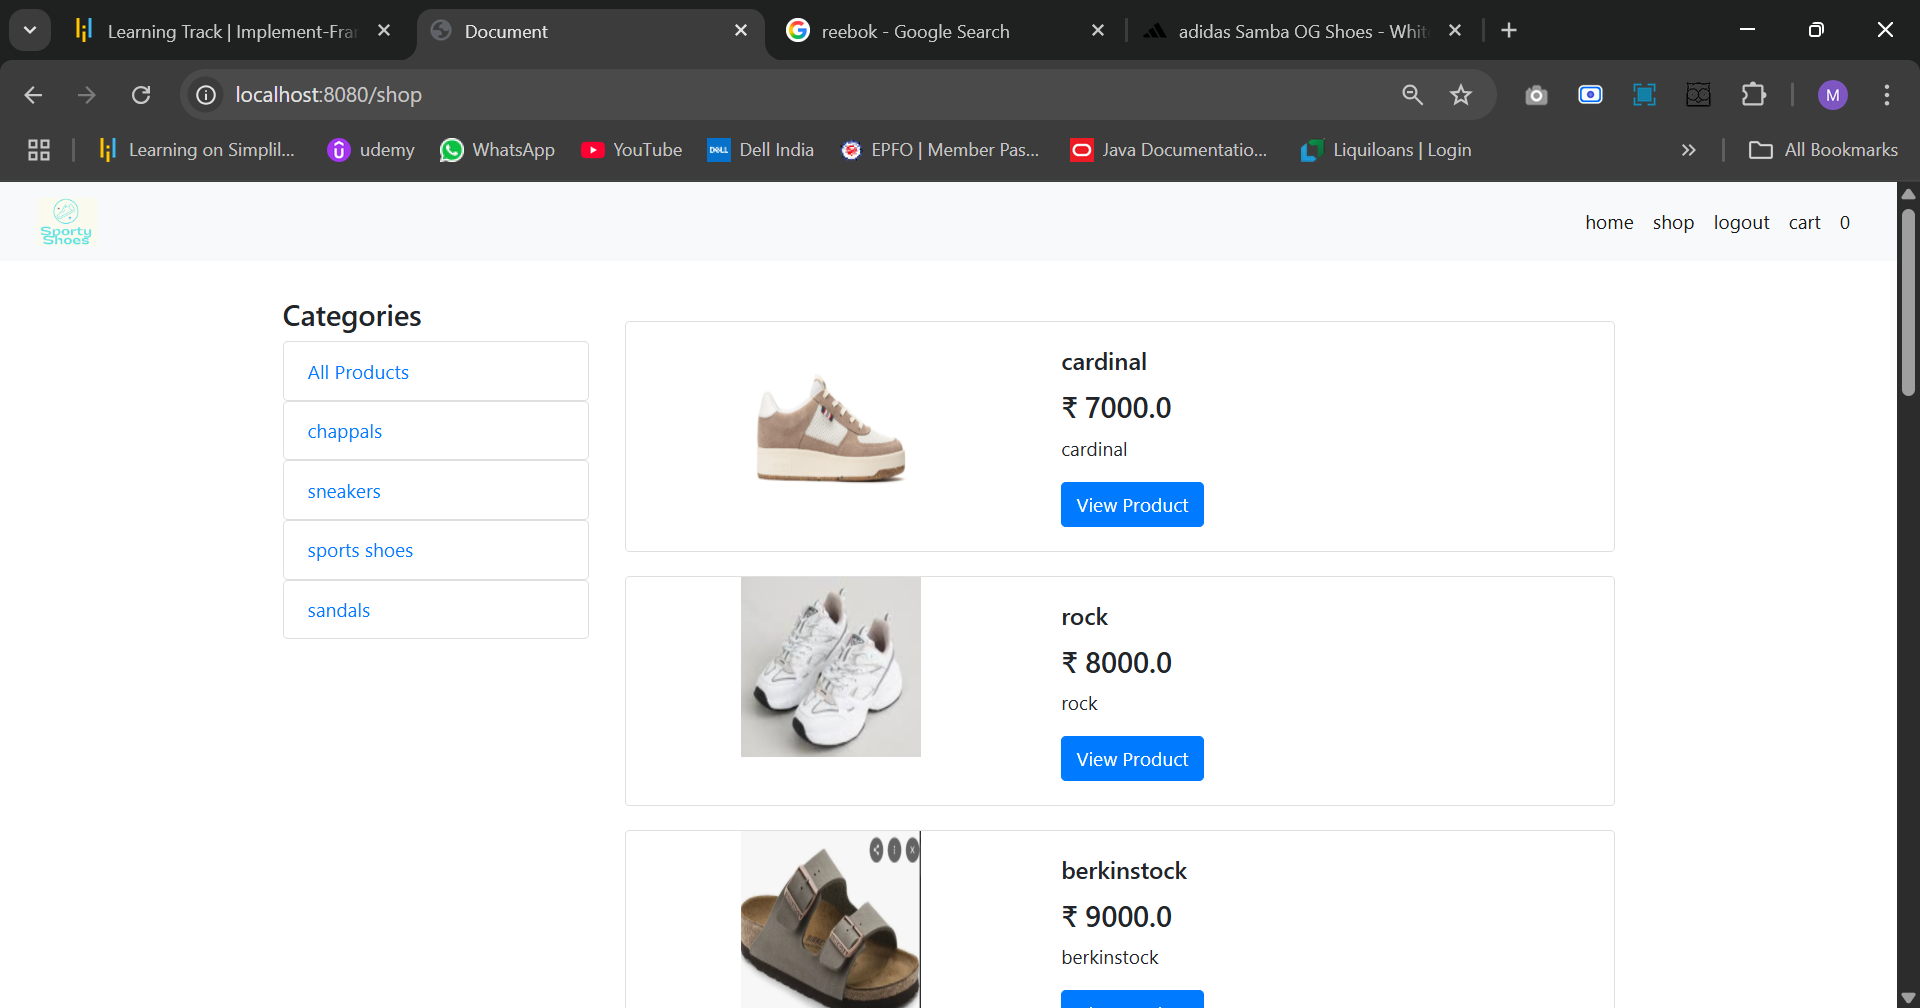 Learning Track | Implement-Fra
Document
reebok - Google Search
adidas Samba OG Shoes - Whit
localhost:8080/shop
M
Learning on Simplil...
udemy
WhatsApp
YouTube
DELL
Dell India
EPFO | Member Pas...
Java Documentatio...
Liquiloans | Login
All Bookmarks
Sporty
Shoes
home
shop
logout
cart
0
Categories
All Products
chappals
sneakers
sports shoes
sandals
cardinal
₹ 7000.0
cardinal
View Product
rock
₹ 8000.0
rock
View Product
berkinstock
₹ 9000.0
berkinstock